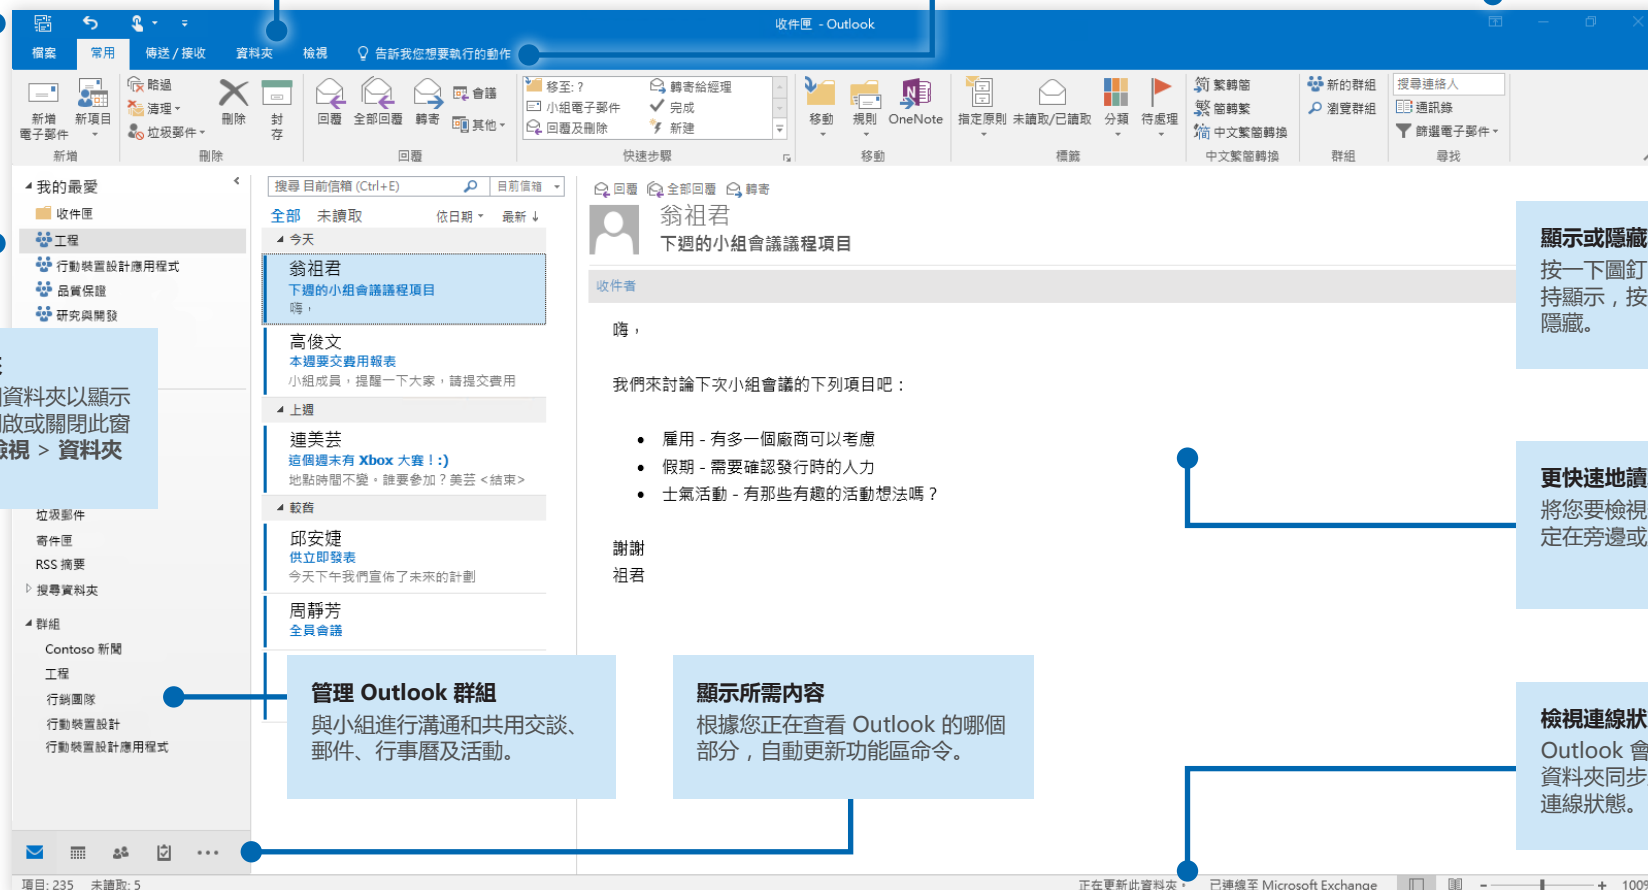 收件匣 - Outlook
檔案 常用 傳送 / 接收 資料夾 檢視 告訴我您想要執行的動作
新增
電子郵件
新項目
新增
略過
清理
垃圾郵件
刪除
刪除
封
存
回覆 全部回覆 轉寄
會議
其他
回覆
移至: ?
小組電子郵件
回覆及刪除
轉寄給經理
完成
新建
快速步驟
移動 規則 OneNote
移動
指定原則 未讀取/已讀取 分類 待處理
標籤
简 繁轉簡
繁 簡轉繁
中文繁簡轉換
中文繁簡轉換
新的群組
瀏覽群組
群組
搜尋連絡人
通訊錄
篩選電子郵件
尋找
我的最愛
收件匣
工程
行動裝置設計應用程式
品質保證
研究與開發
資料夾以顯示
啟或關閉此窗
檢視 > 資料夾
垃圾郵件
寄件匣
RSS 摘要
搜尋資料夾
群組
Contoso 新聞
工程
行銷團隊
行動裝置設計
行動裝置設計應用程式
搜尋 目前信箱 (Ctrl+E) 目前信箱
全部 未讀取 依日期 最新 ↓
今天
翁祖君
下週的小組會議議程項目
嗨，
高俊文
本週要交費用報表
小組成員，提醒一下大家，請提交費用
上週
連美芸
這個週末有 Xbox 大賽！:)
地點時間不變。誰要參加？美芸 <結束>
較舊
邱安婕
供立即發表
今天下午我們宣佈了未來的計劃
周靜芳
全員會議
回覆 全部回覆 轉寄
翁祖君
下週的小組會議議程項目
收件者
嗨，
我們來討論下次小組會議的下列項目吧：
• 雇用 - 有多一個廠商可以考慮
• 假期 - 需要確認發行時的人力
• 士氣活動 - 有那些有趣的活動想法嗎？
謝謝
祖君
顯示或隱藏
按一下圖釘
持顯示，按
隱藏。
更快速地讀
將您要檢視
定在旁邊或
檢視連線狀
Outlook 會
資料夾同步
連線狀態。
管理 Outlook 群組
與小組進行溝通和共用交談、
郵件、行事曆及活動。
顯示所需內容
根據您正在查看 Outlook 的哪個
部分，自動更新功能區命令。
項目: 235 未讀取: 5 正在更新此資料夾。 已連線至 Microsoft Exchange 100%